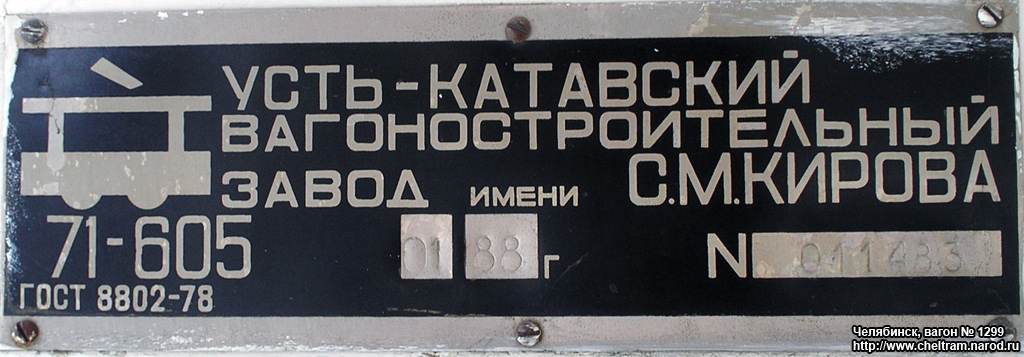 УСТЬ-КАТАВСКИЙ
ВАГОНОСТРОИТЕЛЬНЫЙ
ЗАВОД ИМЕНИ С.М.КИРОВА
71-605 01 88 г N 011483
ГОСТ 8802-78
Челябинск, вагон № 1299
http://www.cheltram.narod.ru